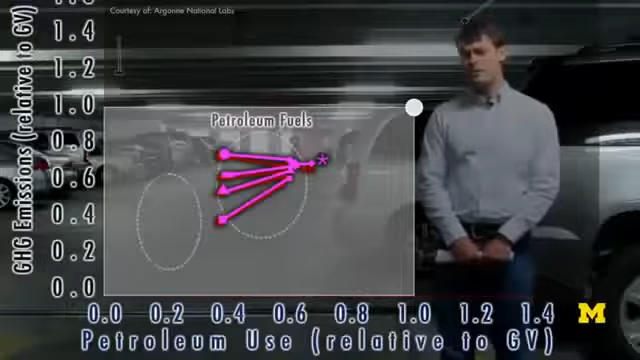 Courtesy of: Argonne National Labs
GHG Emissions (relative to GV)
1.4
1.2
1.0
0.8
0.6
0.4
0.2
0.0
Petroleum Fuels
*
0.0 0.2 0.4 0.6 0.8 1.0 1.2 1.4
Petroleum Use (relative to GV)
M